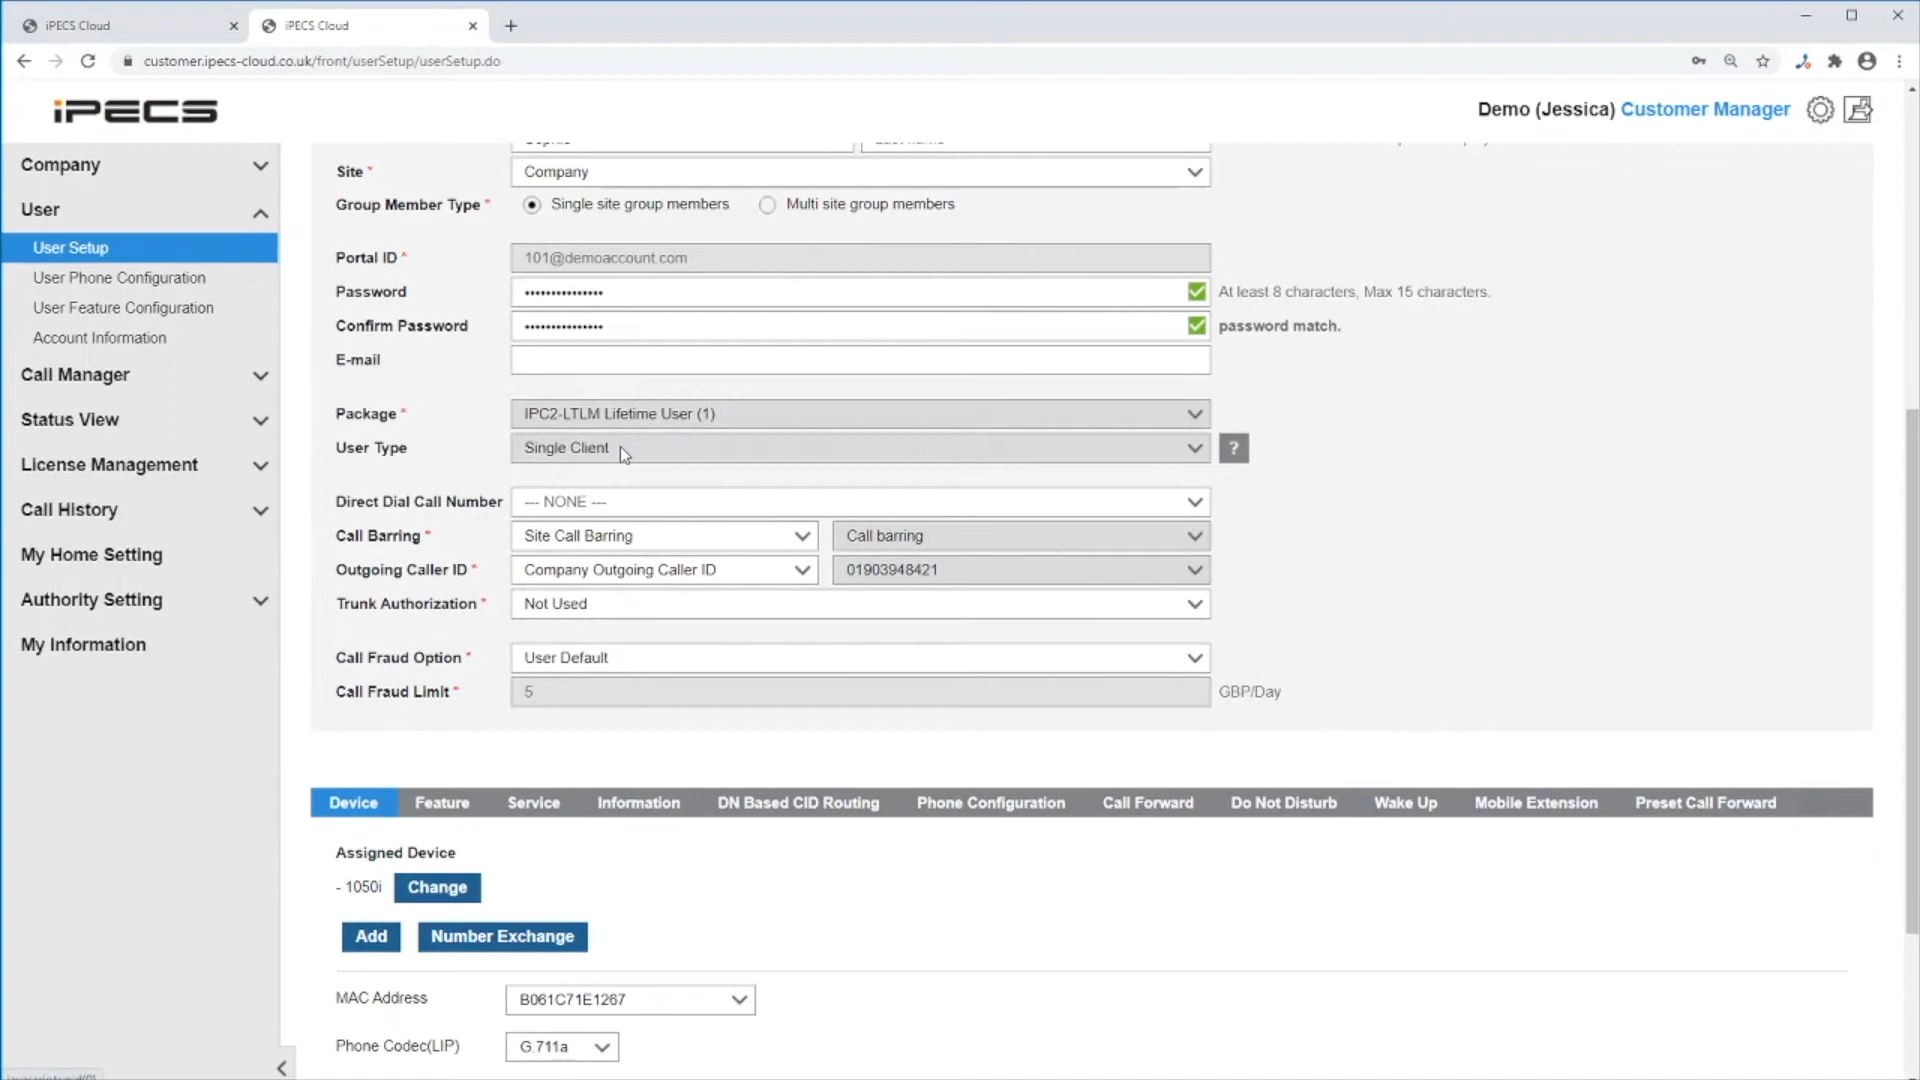 iPECS Cloud
iPECS Cloud
customer.ipecs-cloud.co.uk/front/userSetup/userSetup.do
iPECS
Demo (Jessica) Customer Manager
Company
User
User Setup
User Phone Configuration
User Feature Configuration
Account Information
Call Manager
Status View
License Management
Call History
My Home Setting
Authority Setting
My Information
Site *
Company
Group Member Type *
Single site group members
Multi site group members
Portal ID *
101@demoaccount.com
Password
•••••••••••••••
At least 8 characters, Max 15 characters.
Confirm Password
•••••••••••••••
password match.
E-mail
Package *
IPC2-LTLM Lifetime User (1)
User Type
Single Client
?
Direct Dial Call Number
--- NONE ---
Call Barring *
Site Call Barring
Call barring
Outgoing Caller ID *
Company Outgoing Caller ID
01903948421
Trunk Authorization *
Not Used
Call Fraud Option *
User Default
Call Fraud Limit *
5
GBP/Day
Device
Feature
Service
Information
DN Based CID Routing
Phone Configuration
Call Forward
Do Not Disturb
Wake Up
Mobile Extension
Preset Call Forward
Assigned Device
- 1050i
Change
Add
Number Exchange
MAC Address
B061C71E1267
Phone Codec(LIP)
G.711a